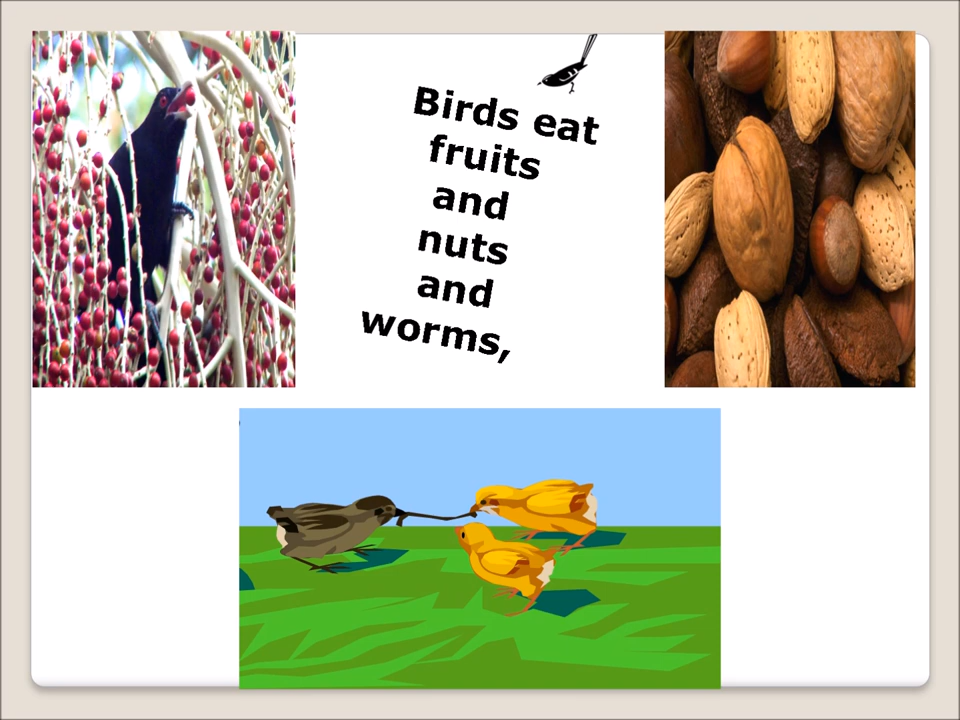 Birds eat
fruits
and
nuts
and
worms,